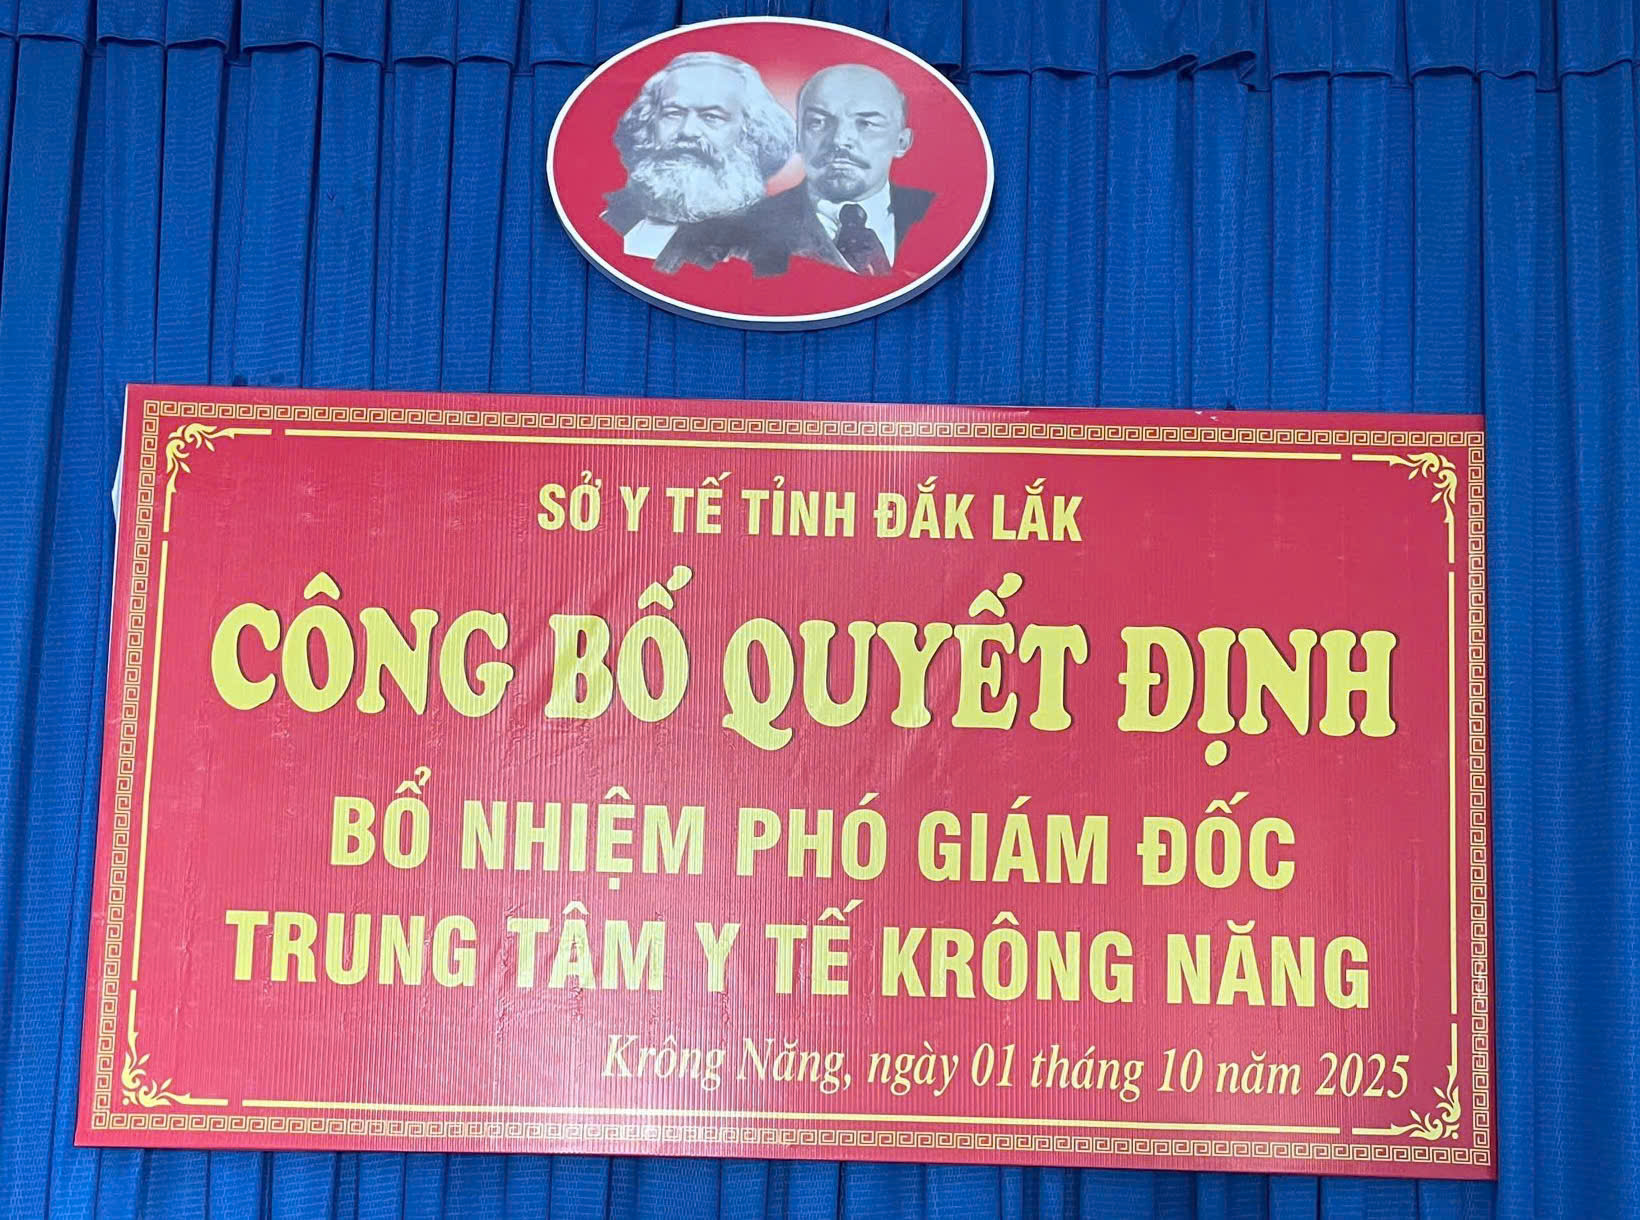 SỞ Y TẾ TỈNH ĐẮK LẮK
CÔNG BỐ QUYẾT ĐỊNH
BỔ NHIỆM PHÓ GIÁM ĐỐC
TRUNG TÂM Y TẾ KRÔNG NĂNG
Krông Năng, ngày 01 tháng 10 năm 2025